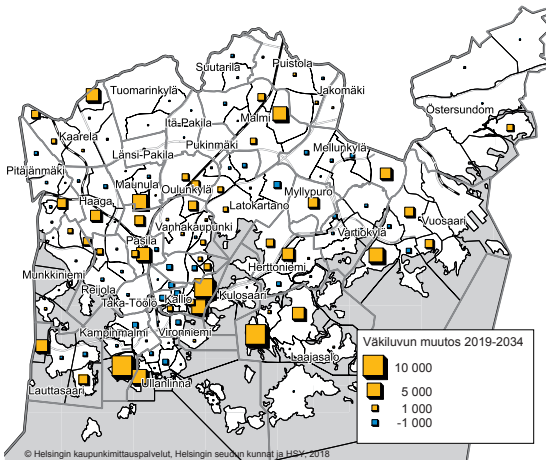 Suutarila
Puistola
Tuomarinkylä
Jakomäki
Östersundom
Itä-Pakila
Malmi
Kaarela
Pukinmäki
Länsi-Pakila
Mellunkylä
Pitäjänmäki
Maunula
Oulunkylä
Myllypuro
Haaga
Latokartano
Vuosaari
Vanhakaupunki
Vartiokylä
Pasila
Munkkiniemi
Herttoniemi
Reijola
Taka-Töölö
Kallio
Kulosaari
Kampinmalmi
Vironniemi
Väkiluvun muutos 2019-2034
10 000
5 000
1 000
-1 000
Laajasalo
Ullanlinna
Lauttasaari
© Helsingin kaupunkimittauspalvelut, Helsingin seudun kunnat ja HSY, 2018